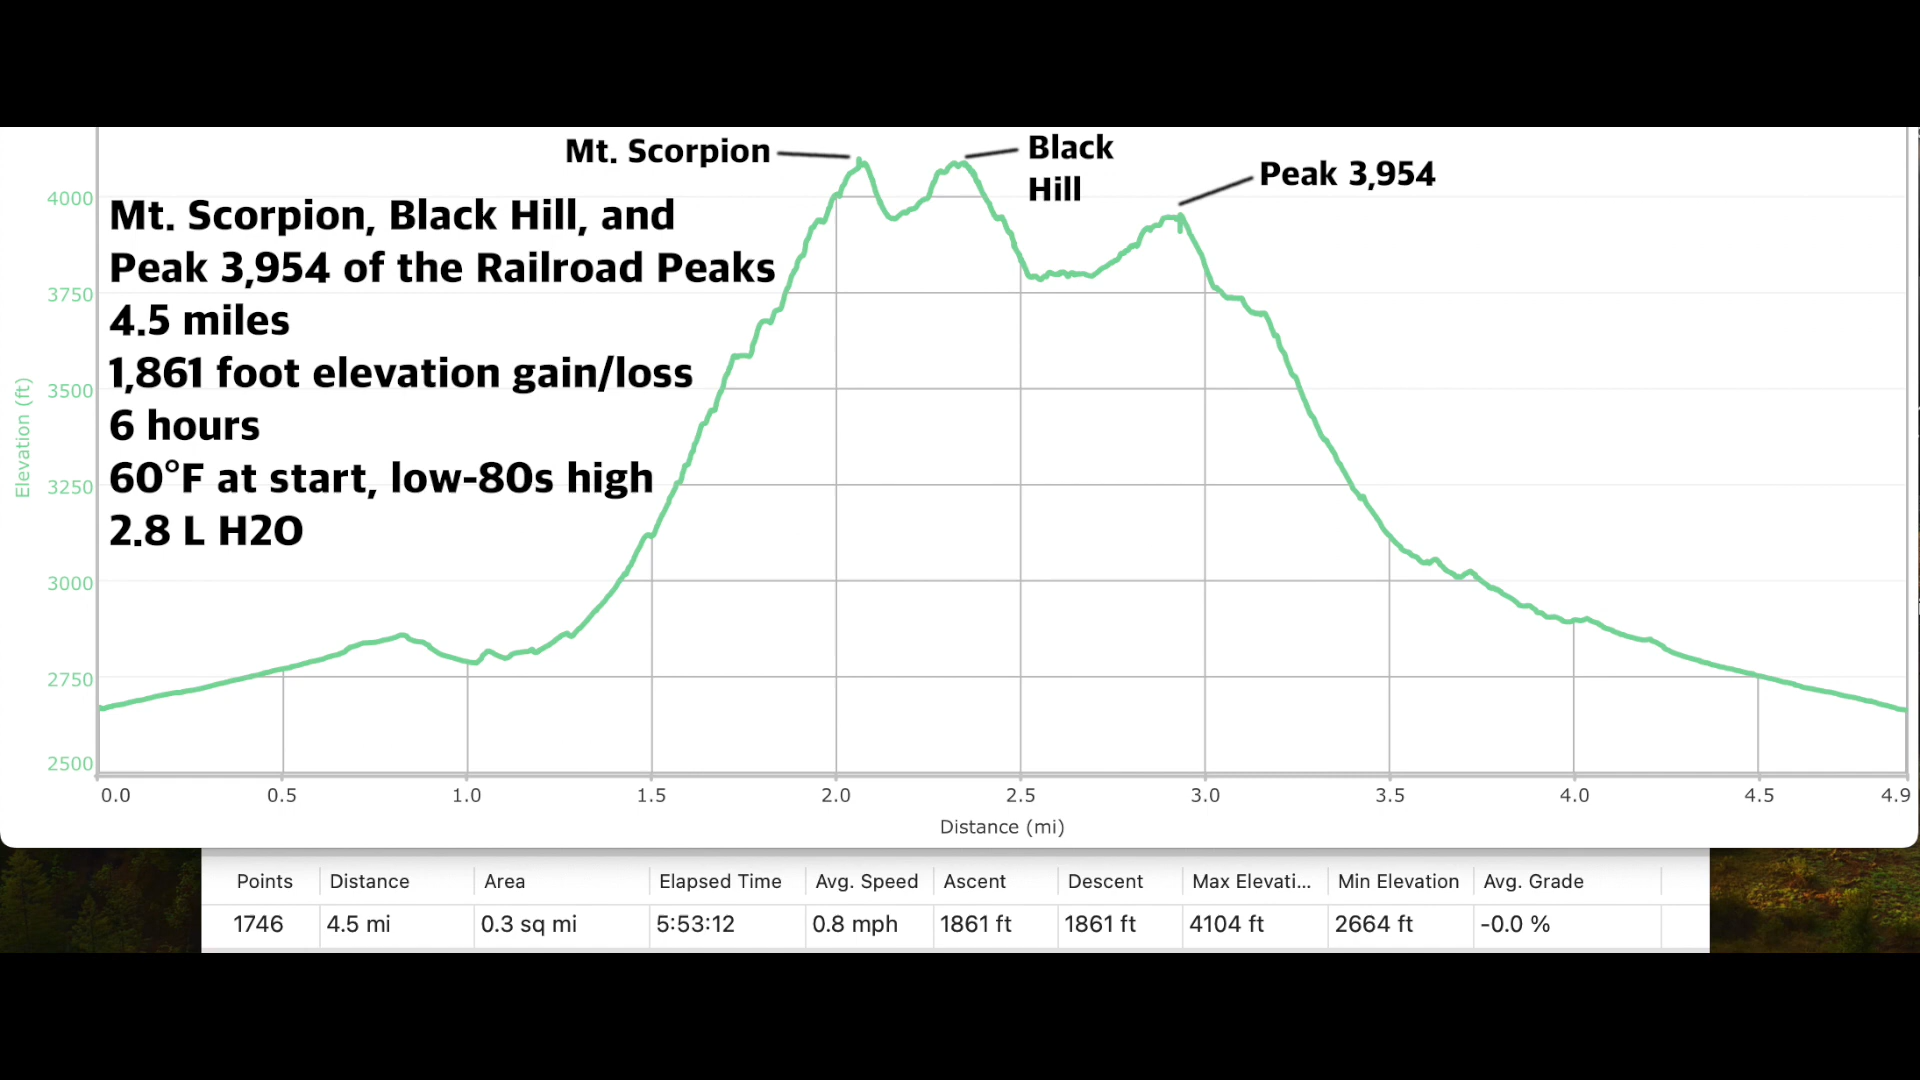 Mt. Scorpion
Black
Hill
Peak 3,954
Mt. Scorpion, Black Hill, and
Peak 3,954 of the Railroad Peaks
4.5 miles
1,861 foot elevation gain/loss
6 hours
60°F at start, low-80s high
2.8 L H2O
Elevation (ft)
4000
3750
3500
3250
3000
2750
2500
0.0 0.5 1.0 1.5 2.0 2.5 3.0 3.5 4.0 4.5 4.9
Distance (mi)
Points Distance Area Elapsed Time Avg. Speed Ascent Descent Max Elevati... Min Elevation Avg. Grade
1746 4.5 mi 0.3 sq mi 5:53:12 0.8 mph 1861 ft 1861 ft 4104 ft 2664 ft -0.0 %